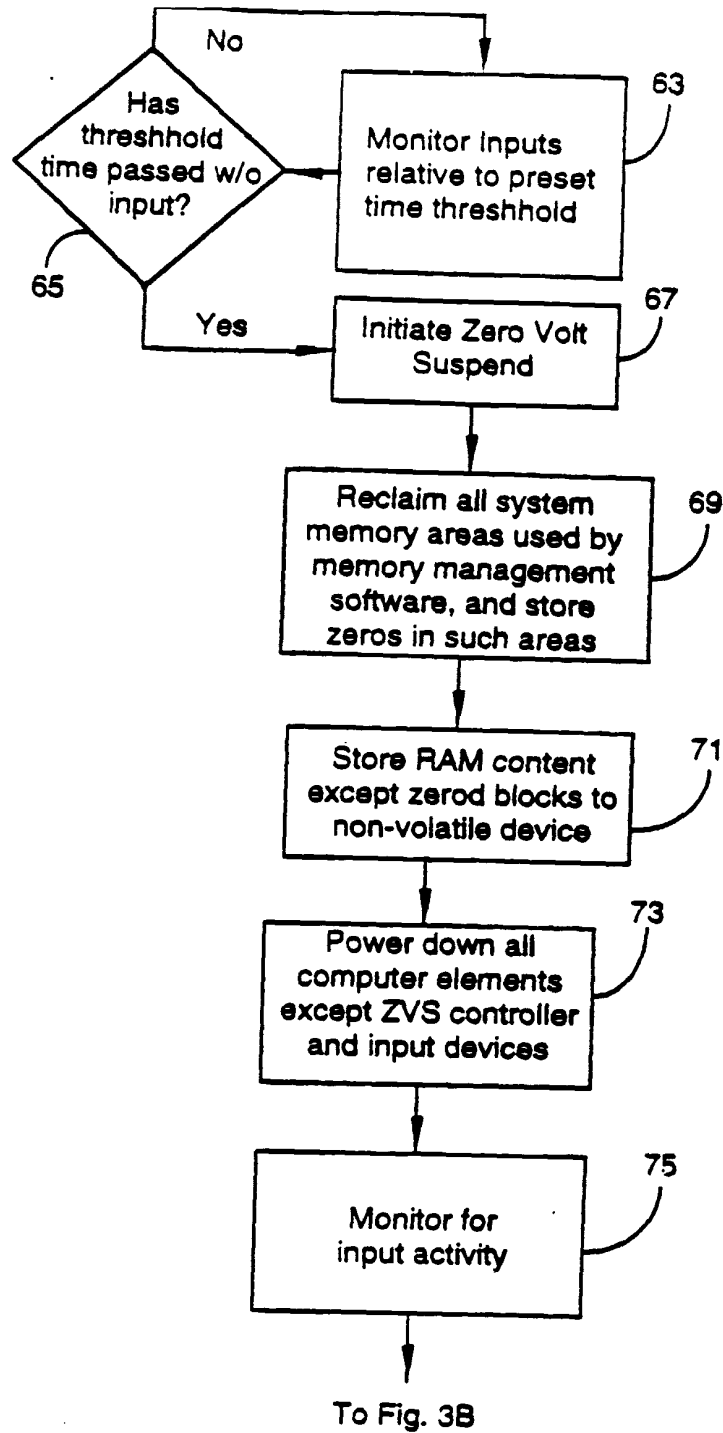 No
Has
threshhold
time passed w/o
input?
65
Monitor Inputs
relative to preset
time threshhold
63
Yes
Initiate Zero Volt
Suspend
67
Reclaim all system
memory areas used by
memory management
software, and store
zeros in such areas
69
Store RAM content
except zerod blocks to
non-volatile device
71
Power down all
computer elements
except ZVS controller
and input devices
73
Monitor for
input activity
75
To Fig. 3B